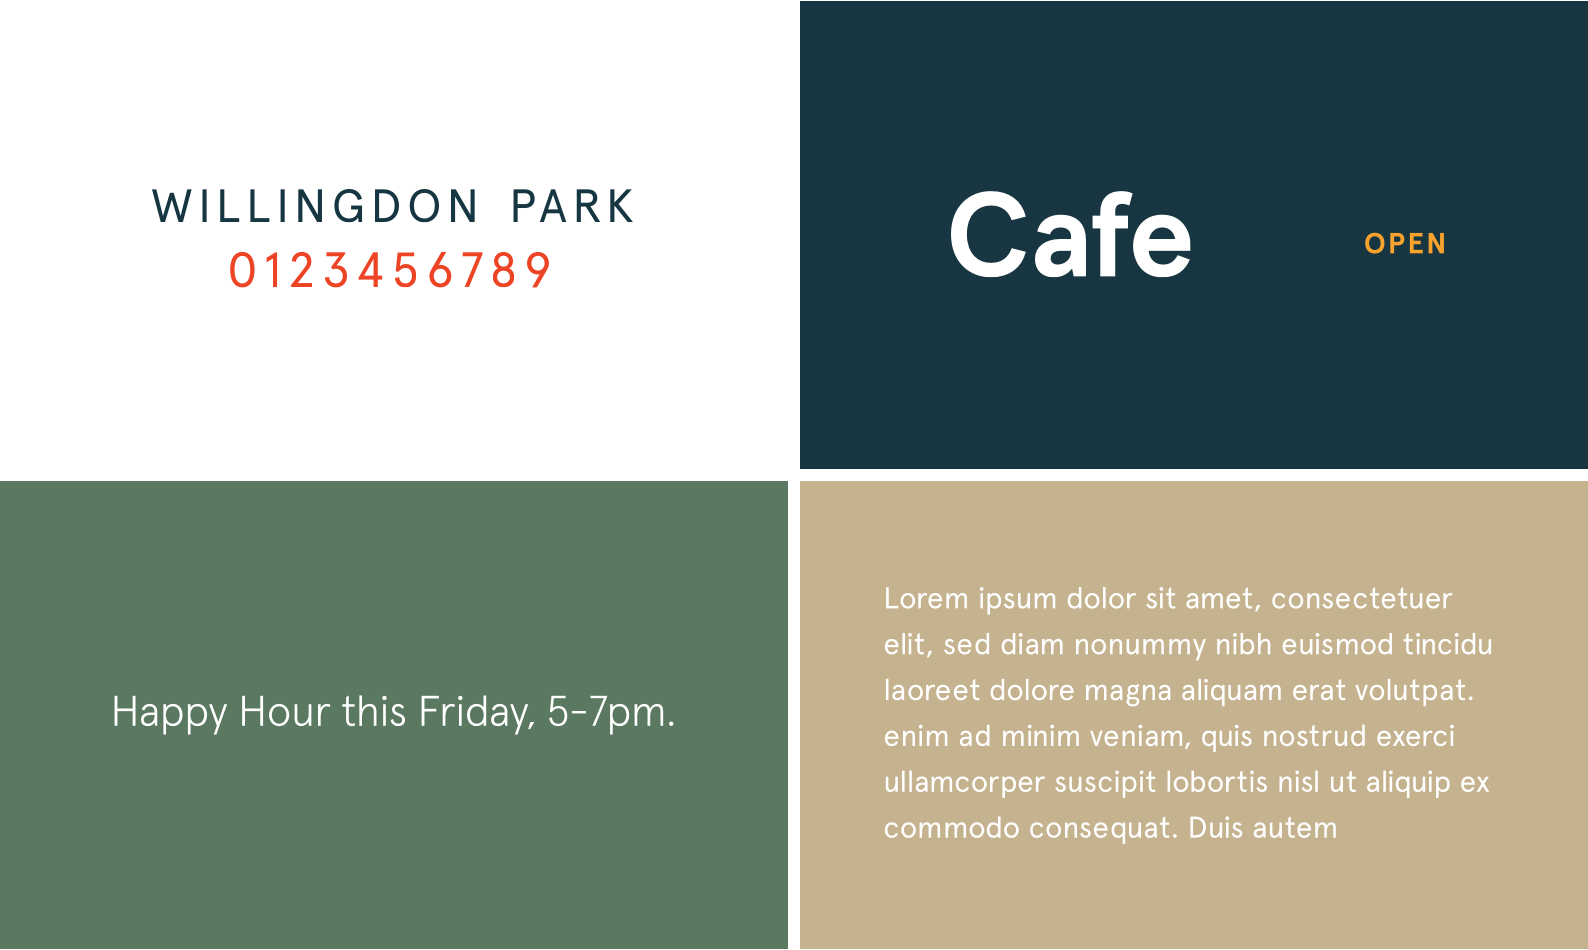 WILLINGDON PARK
0123456789
Cafe
OPEN
Happy Hour this Friday, 5-7pm.
Lorem ipsum dolor sit amet, consectetuer
elit, sed diam nonummy nibh euismod tincidu
laoreet dolore magna aliquam erat volutpat.
enim ad minim veniam, quis nostrud exerci
ullamcorper suscipit lobortis nisl ut aliquip ex
commodo consequat. Duis autem